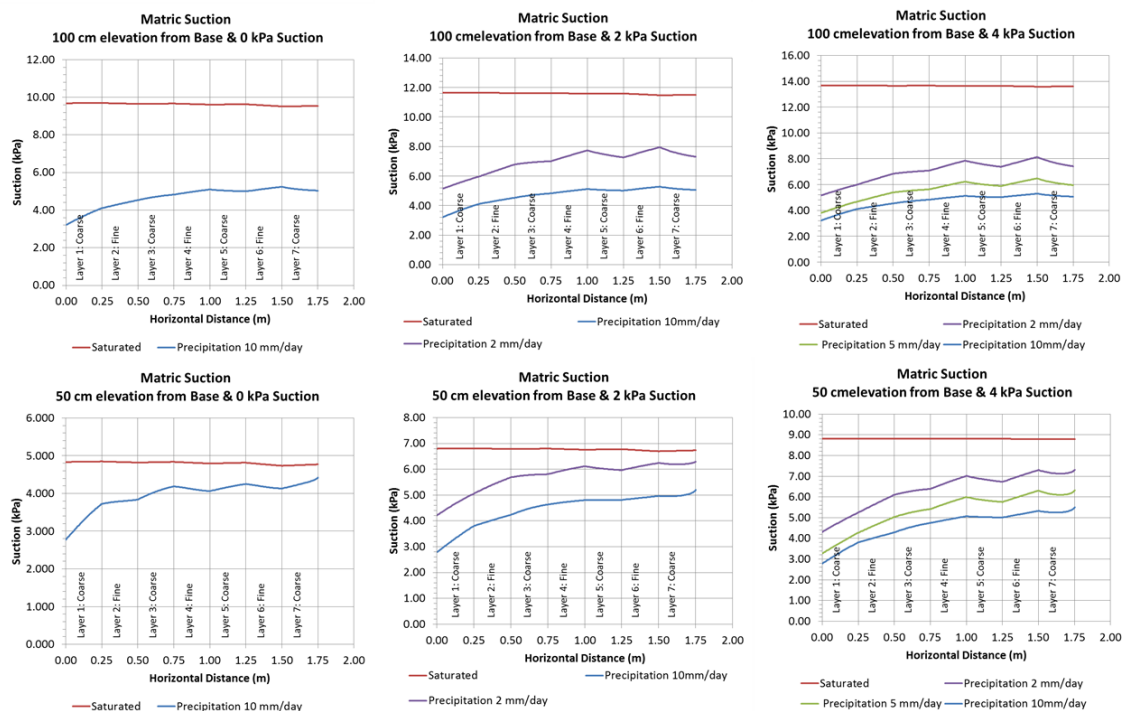 Matric Suction
100 cm elevation from Base & 0 kPa Suction
12.00
10.00
8.00
6.00
4.00
2.00
0.00
Suction (kPa)
Layer 1: Coarse
Layer 2: Fine
Layer 3: Coarse
Layer 4: Fine
Layer 5: Coarse
Layer 6: Fine
Layer 7: Coarse
0.00 0.25 0.50 0.75 1.00 1.25 1.50 1.75 2.00
Horizontal Distance (m)
Saturated Precipitation 10 mm/day
Matric Suction
100 cm elevation from Base & 2 kPa Suction
14.00
12.00
10.00
8.00
6.00
4.00
2.00
0.00
Suction (kPa)
Layer 1: Coarse
Layer 2: Fine
Layer 3: Coarse
Layer 4: Fine
Layer 5: Coarse
Layer 6: Fine
Layer 7: Coarse
0.00 0.25 0.50 0.75 1.00 1.25 1.50 1.75 2.00
Horizontal Distance (m)
Saturated Precipitation 10mm/day
Precipitation 2 mm/day
Matric Suction
100 cmelevation from Base & 4 kPa Suction
16.00
14.00
12.00
10.00
8.00
6.00
4.00
2.00
0.00
Suction (kPa)
Layer 1: Coarse
Layer 2: Fine
Layer 3: Coarse
Layer 4: Fine
Layer 5: Coarse
Layer 6: Fine
Layer 7: Coarse
0.00 0.25 0.50 0.75 1.00 1.25 1.50 1.75 2.00
Horizontal Distance (m)
Saturated Precipitation 2 mm/day
Precipitation 5 mm/day Precipitation 10mm/day
Matric Suction
50 cm elevation from Base & 0 kPa Suction
6.000
5.000
4.000
3.000
2.000
1.000
0.000
Suction (kPa)
Layer 1: Coarse
Layer 2: Fine
Layer 3: Coarse
Layer 4: Fine
Layer 5: Coarse
Layer 6: Fine
Layer 7: Coarse
0.00 0.25 0.50 0.75 1.00 1.25 1.50 1.75 2.00
Horizontal Distance (m)
Saturated Precipitation 10 mm/day
Matric Suction
50 cm elevation from Base & 2 kPa Suction
8.00
7.00
6.00
5.00
4.00
3.00
2.00
1.00
0.00
Suction (kPa)
Layer 1: Coarse
Layer 2: Fine
Layer 3: Coarse
Layer 4: Fine
Layer 5: Coarse
Layer 6: Fine
Layer 7: Coarse
0.00 0.25 0.50 0.75 1.00 1.25 1.50 1.75 2.00
Horizontal Distance (m)
Saturated Precipitation 10mm/day
Precipitation 2 mm/day
Matric Suction
50 cmelevation from Base & 4 kPa Suction
10.00
9.00
8.00
7.00
6.00
5.00
4.00
3.00
2.00
1.00
0.00
Suction (kPa)
Layer 1: Coarse
Layer 2: Fine
Layer 3: Coarse
Layer 4: Fine
Layer 5: Coarse
Layer 6: Fine
Layer 7: Coarse
0.00 0.25 0.50 0.75 1.00 1.25 1.50 1.75 2.00
Horizontal Distance (m)
Saturated Precipitation 2 mm/day
Precipitation 5 mm/day Precipitation 10mm/day